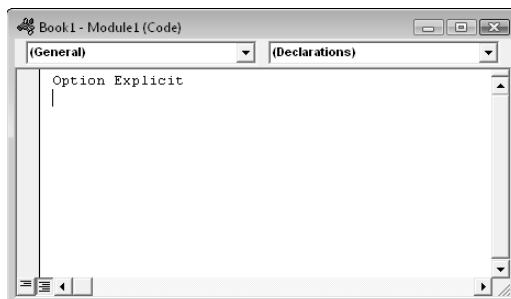 Book1 - Module1 (Code)
(General) (Declarations)
Option Explicit